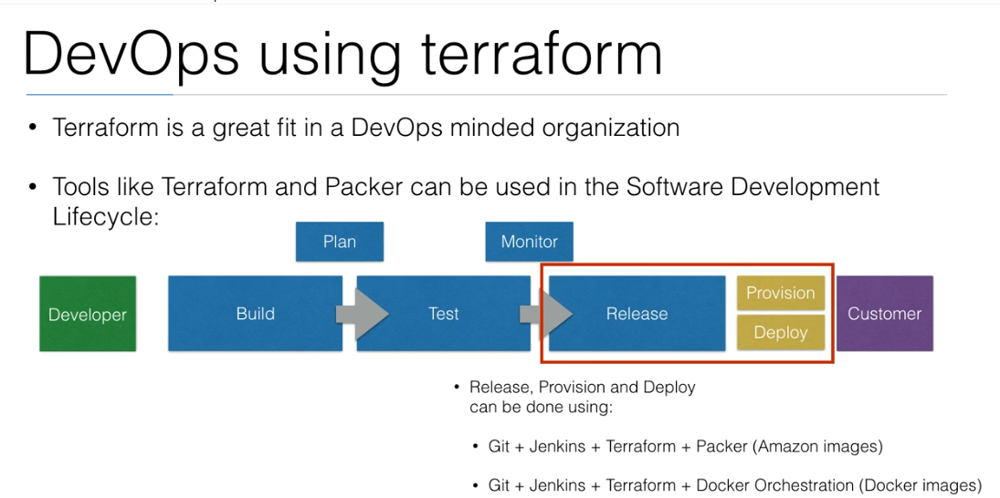 DevOps using terraform
• Terraform is a great fit in a DevOps minded organization
• Tools like Terraform and Packer can be used in the Software Development
Lifecycle:
Plan
Monitor
Developer
Build
Test
Release
Provision
Deploy
Customer
• Release, Provision and Deploy
can be done using:
• Git + Jenkins + Terraform + Packer (Amazon images)
• Git + Jenkins + Terraform + Docker Orchestration (Docker images)